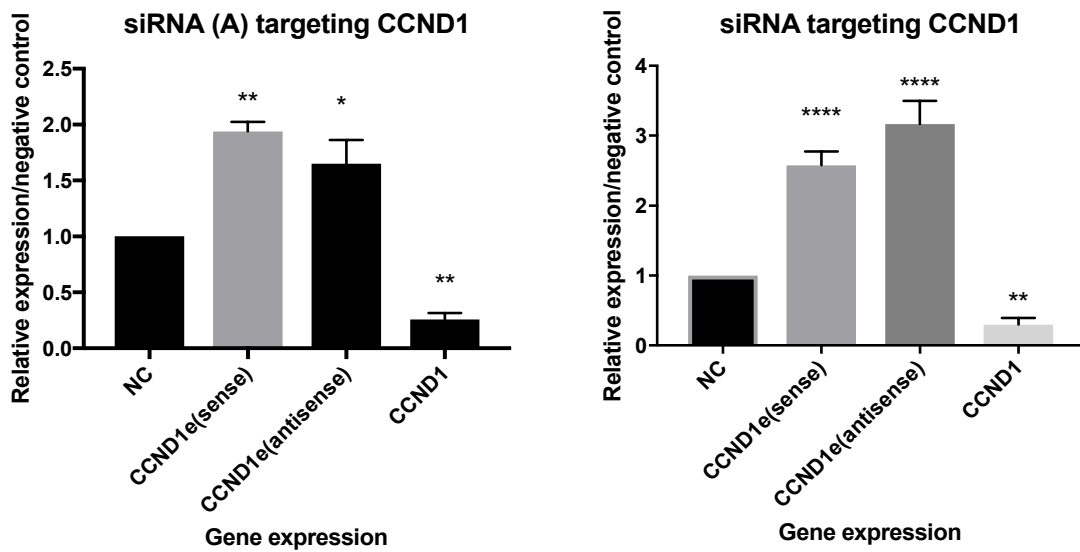 siRNA (A) targeting CCND1
Relative expression/negative control
2.5
2.0
1.5
1.0
0.5
0.0
**
*
**
NC
CCND1e(sense)
CCND1e(antisense)
CCND1
Gene expression
siRNA targeting CCND1
Relative expression/negative control
4
3
2
1
0
****
****
**
NC
CCND1e(sense)
CCND1e(antisense)
CCND1
Gene expression